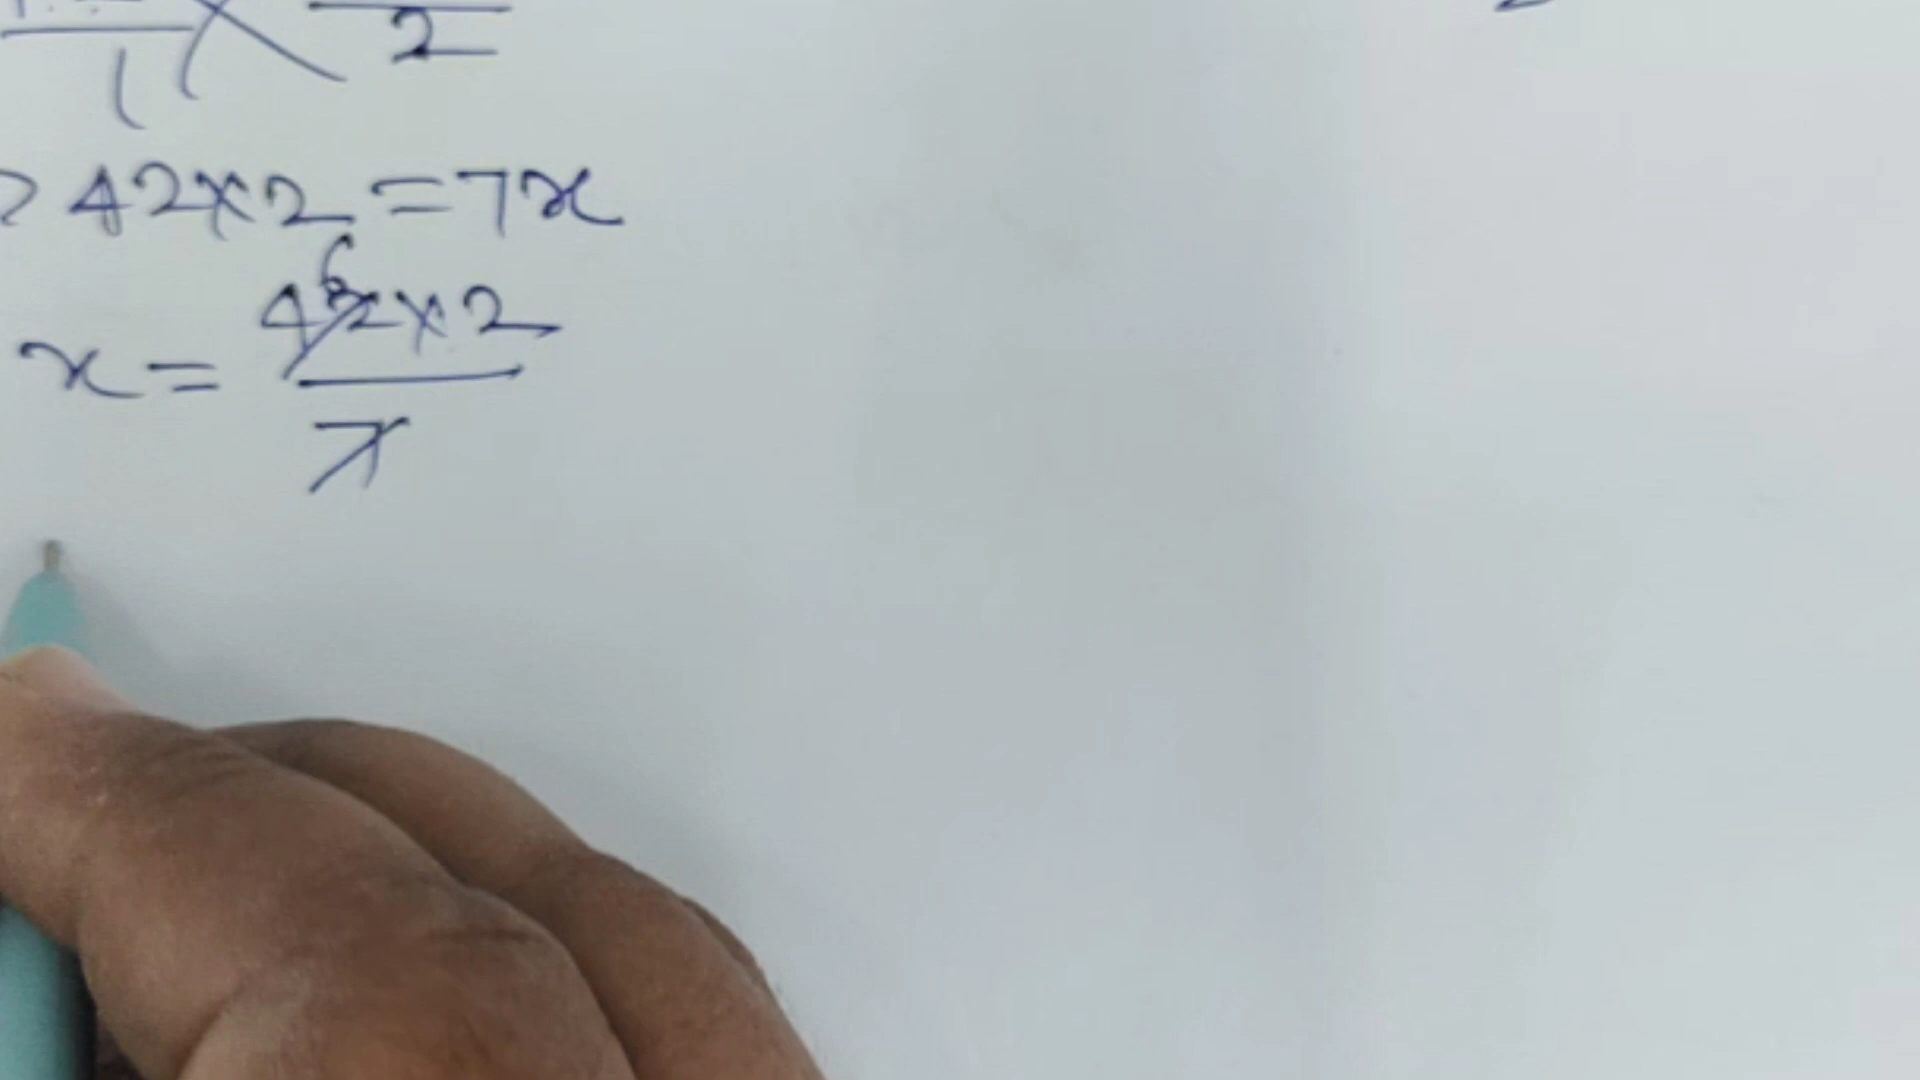 2
1
42×2 = 7x
6
x = 42×2
7